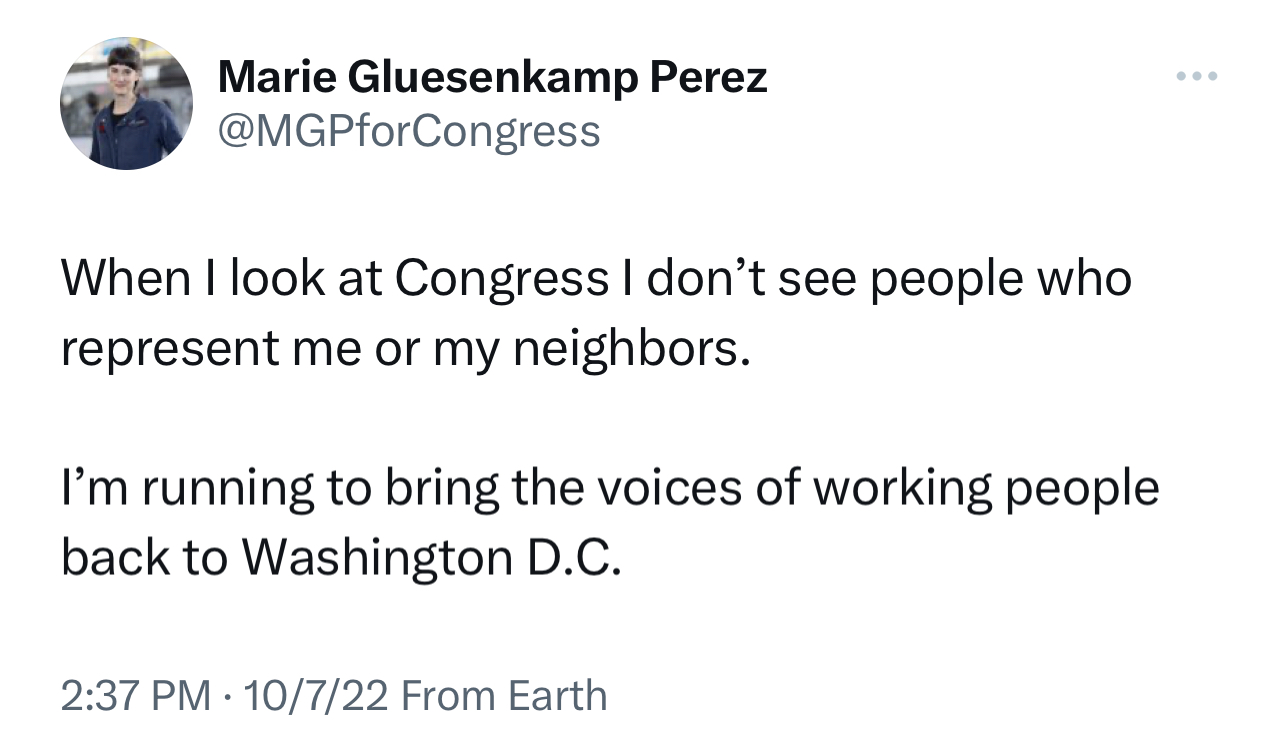 Marie Gluesenkamp Perez
@MGPforCongress
When I look at Congress I don’t see people who
represent me or my neighbors.
I’m running to bring the voices of working people
back to Washington D.C.
2:37 PM · 10/7/22 From Earth